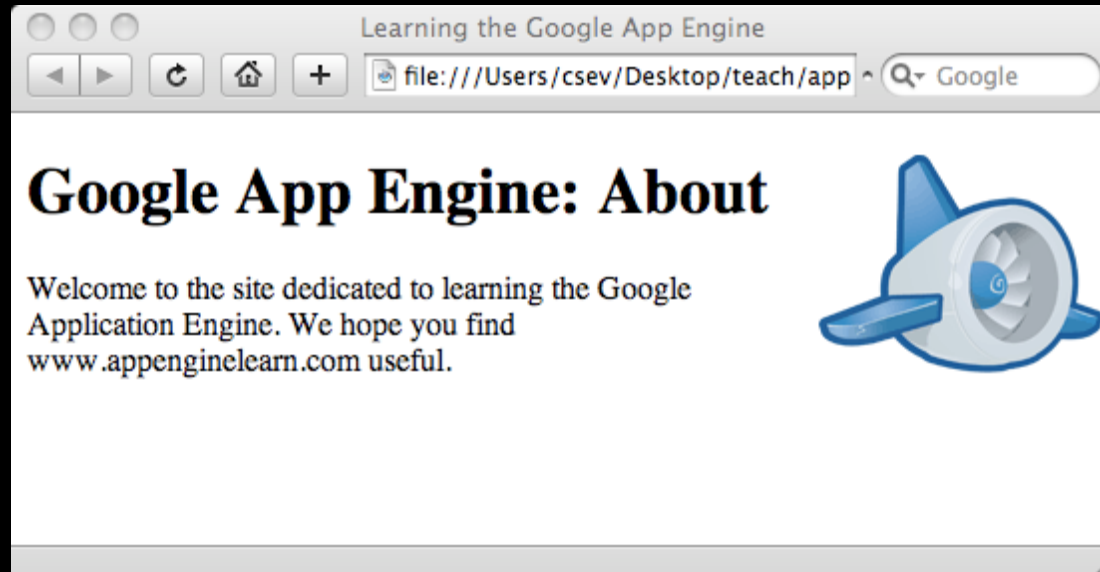 Learning the Google App Engine
file:///Users/csev/Desktop/teach/app
Google
Google App Engine: About
Welcome to the site dedicated to learning the Google
Application Engine. We hope you find
www.appenginelearn.com useful.